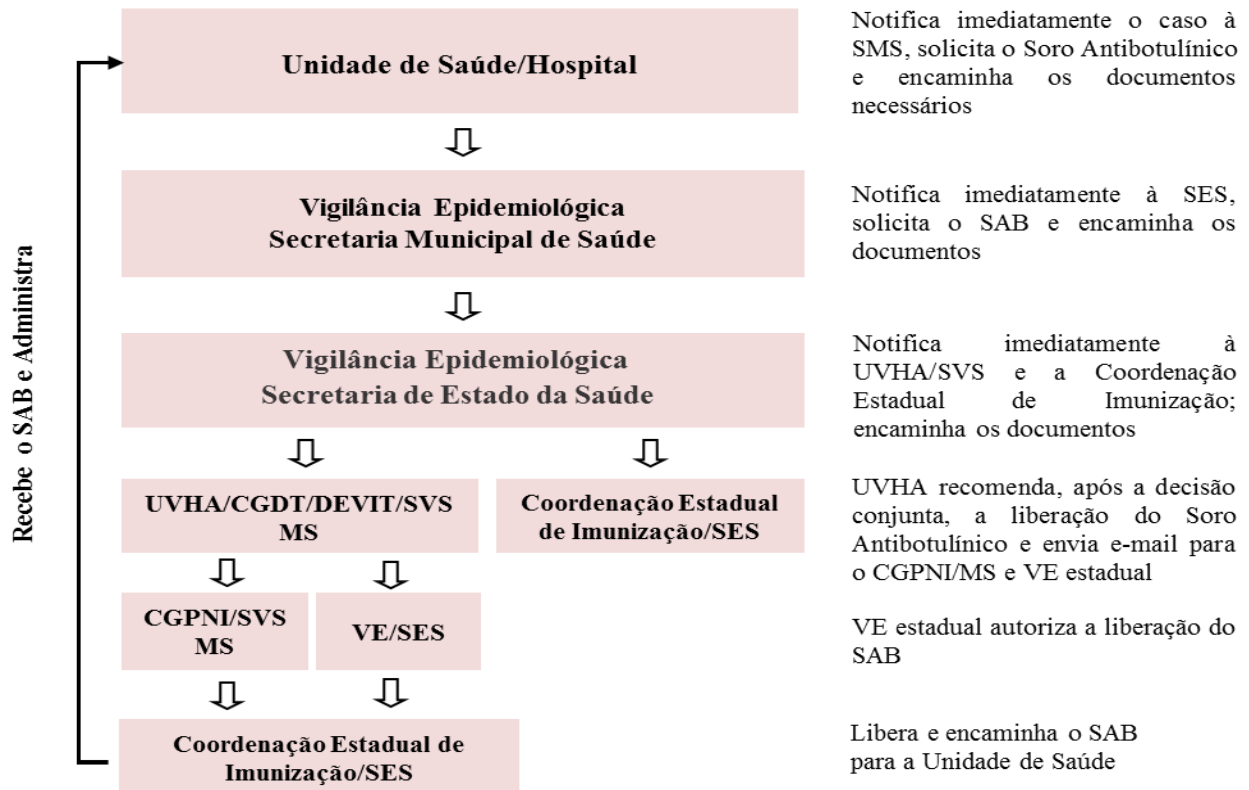 Notifica imediatamente o caso à
SMS, solicita o Soro Antibotulínico
e encaminha os documentos
necessários
Unidade de Saúde/Hospital
Vigilância Epidemiológica
Secretaria Municipal de Saúde
Notifica imediatamente à SES,
solicita o SAB e encaminha os
documentos
Recebe o SAB e Administra
Vigilância Epidemiológica
Secretaria de Estado da Saúde
Notifica imediatamente à
UVHA/SVS e a Coordenação
Estadual de Imunização;
encaminha os documentos
UVHA/CGDT/DEVIT/SVS
MS
Coordenação Estadual
de Imunização/SES
UVHA recomenda, após a decisão
conjunta, a liberação do Soro
Antibotulínico e envia e-mail para
o CGPNI/MS e VE estadual
CGPNI/SVS
MS
VE/SES
VE estadual autoriza a liberação do
SAB
Coordenação Estadual de
Imunização/SES
Libera e encaminha o SAB
para a Unidade de Saúde